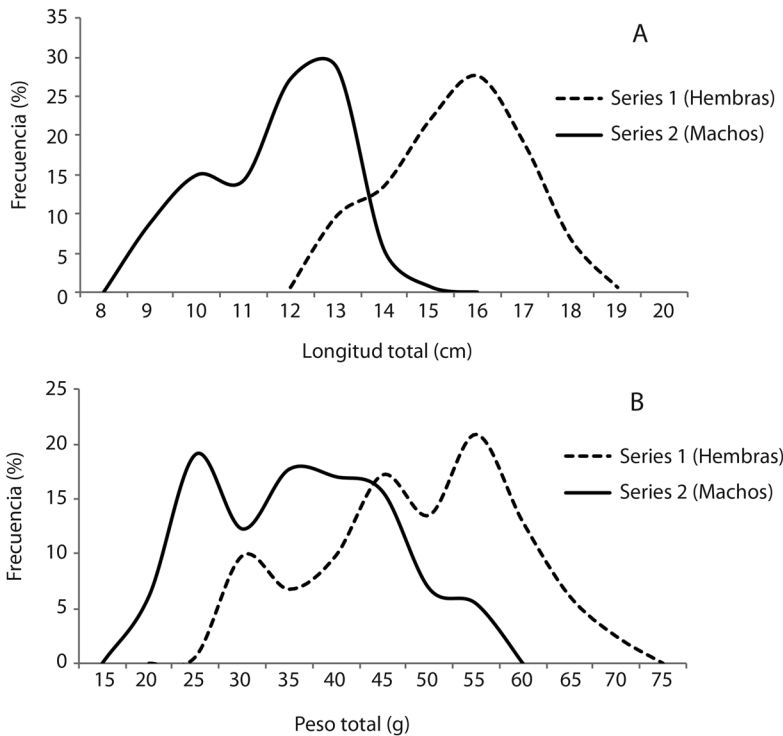 A
Frecuencia (%)
35
30
25
20
15
10
5
0
Series 1 (Hembras)
Series 2 (Machos)
8 9 10 11 12 13 14 15 16 17 18 19 20
Longitud total (cm)
B
Frecuencia (%)
25
20
15
10
5
0
Series 1 (Hembras)
Series 2 (Machos)
15 20 25 30 35 40 45 50 55 60 65 70 75
Peso total (g)